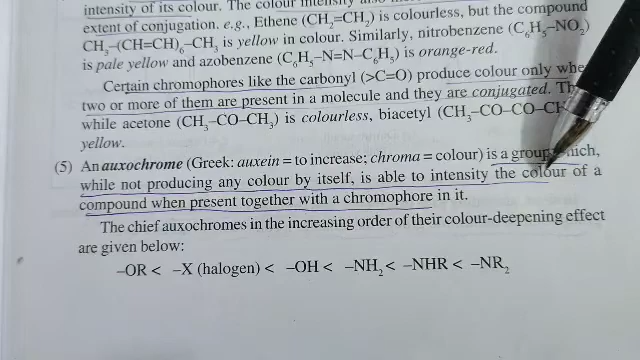 intensity of its colour. The colour intensity also
extent of conjugation. e.g., Ethene (CH₂=CH₂) is colourless, but the compound
CH₃–(CH=CH)₆–CH₃ is yellow in colour. Similarly, nitrobenzene (C₆H₅–NO₂)
is pale yellow and azobenzene (C₆H₅–N=N–C₆H₅) is orange-red.
Certain chromophores like the carbonyl (>C=O) produce colour only
two or more of them are present in a molecule and they are conjugated.
while acetone (CH₃–CO–CH₃) is colourless, biacetyl (CH₃–CO–CO–
yellow.
(5) An auxochrome (Greek: auxein = to increase; chroma = colour) is a group
while not producing any colour by itself, is able to intensity the colour of a
compound when present together with a chromophore in it.
The chief auxochromes in the increasing order of their colour-deepening effect
are given below:
–OR < –X (halogen) < –OH < –NH₂ < –NHR < –NR₂